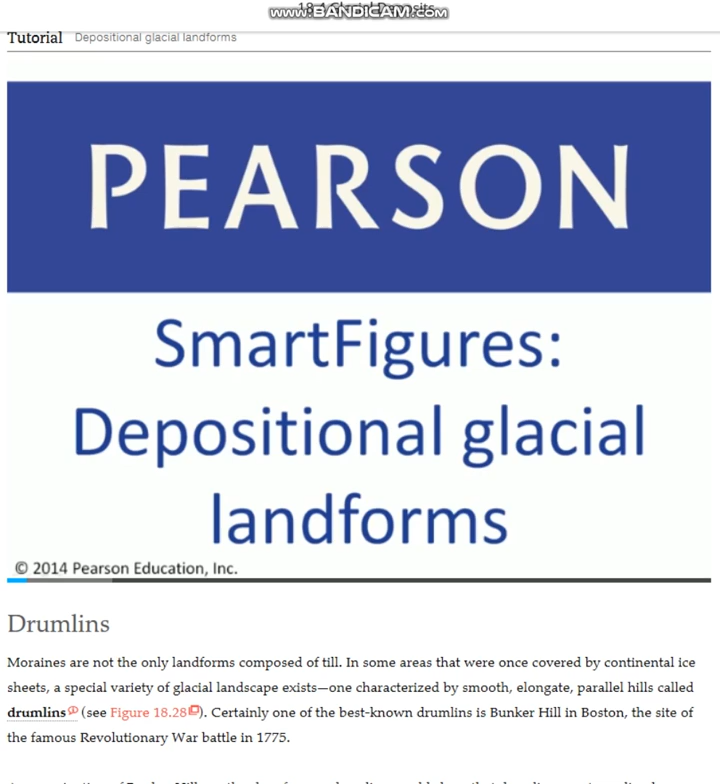 www.BANDICAM.com
18.4 Glacial Deposits
Tutorial Depositional glacial landforms
PEARSON
SmartFigures:
Depositional glacial
landforms
© 2014 Pearson Education, Inc.
Drumlins
Moraines are not the only landforms composed of till. In some areas that were once covered by continental ice
sheets, a special variety of glacial landscape exists—one characterized by smooth, elongate, parallel hills called
drumlins (see Figure 18.28). Certainly one of the best-known drumlins is Bunker Hill in Boston, the site of
the famous Revolutionary War battle in 1775.